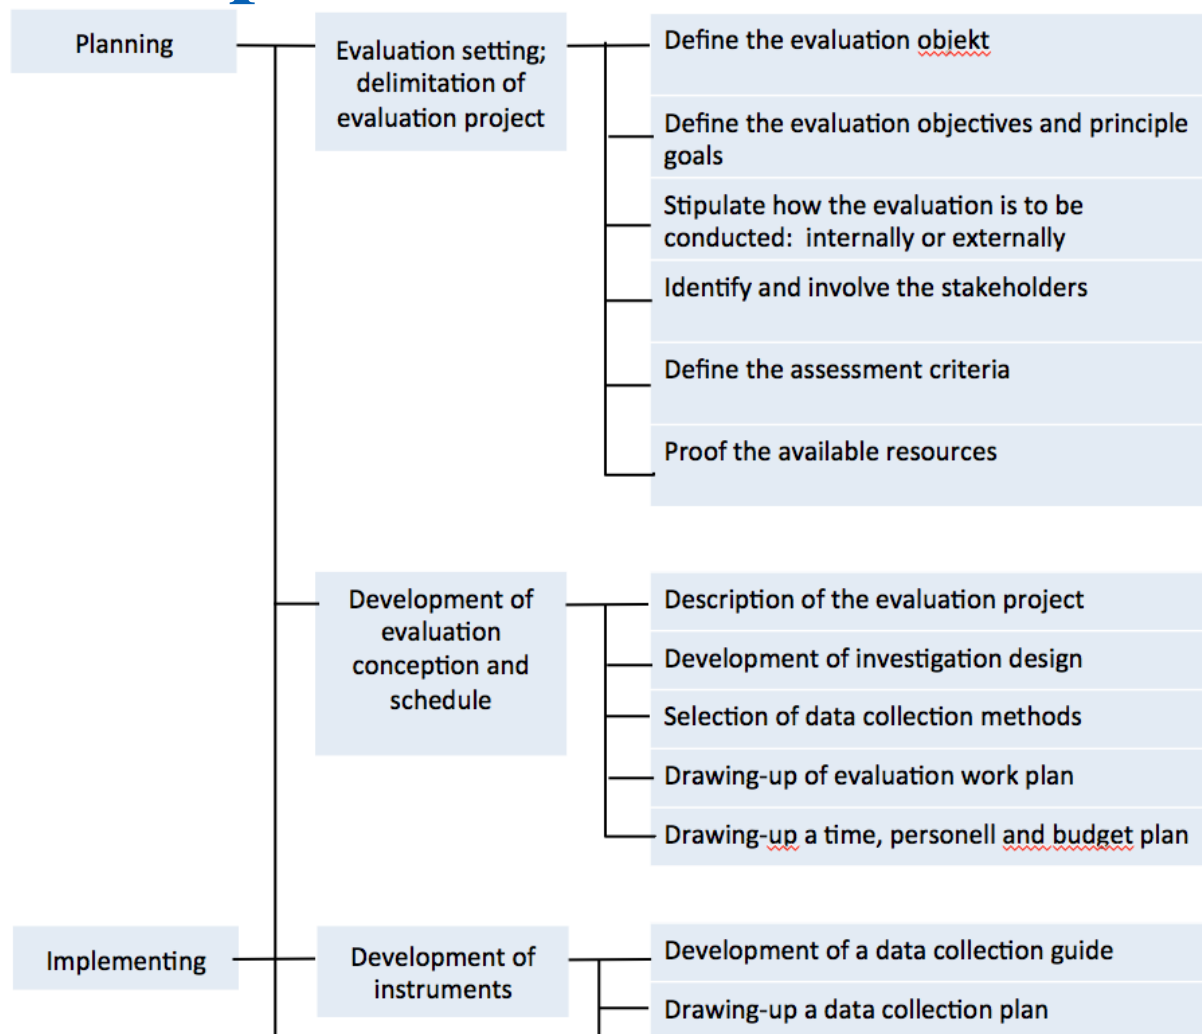 Planning
Evaluation setting;
delimitation of
evaluation project
Define the evaluation objekt
Define the evaluation objectives and principle
goals
Stipulate how the evaluation is to be
conducted: internally or externally
Identify and involve the stakeholders
Define the assessment criteria
Proof the available resources
Development of
evaluation
conception and
schedule
Description of the evaluation project
Development of investigation design
Selection of data collection methods
Drawing-up of evaluation work plan
Drawing-up a time, personell and budget plan
Implementing
Development of
instruments
Development of a data collection guide
Drawing-up a data collection plan